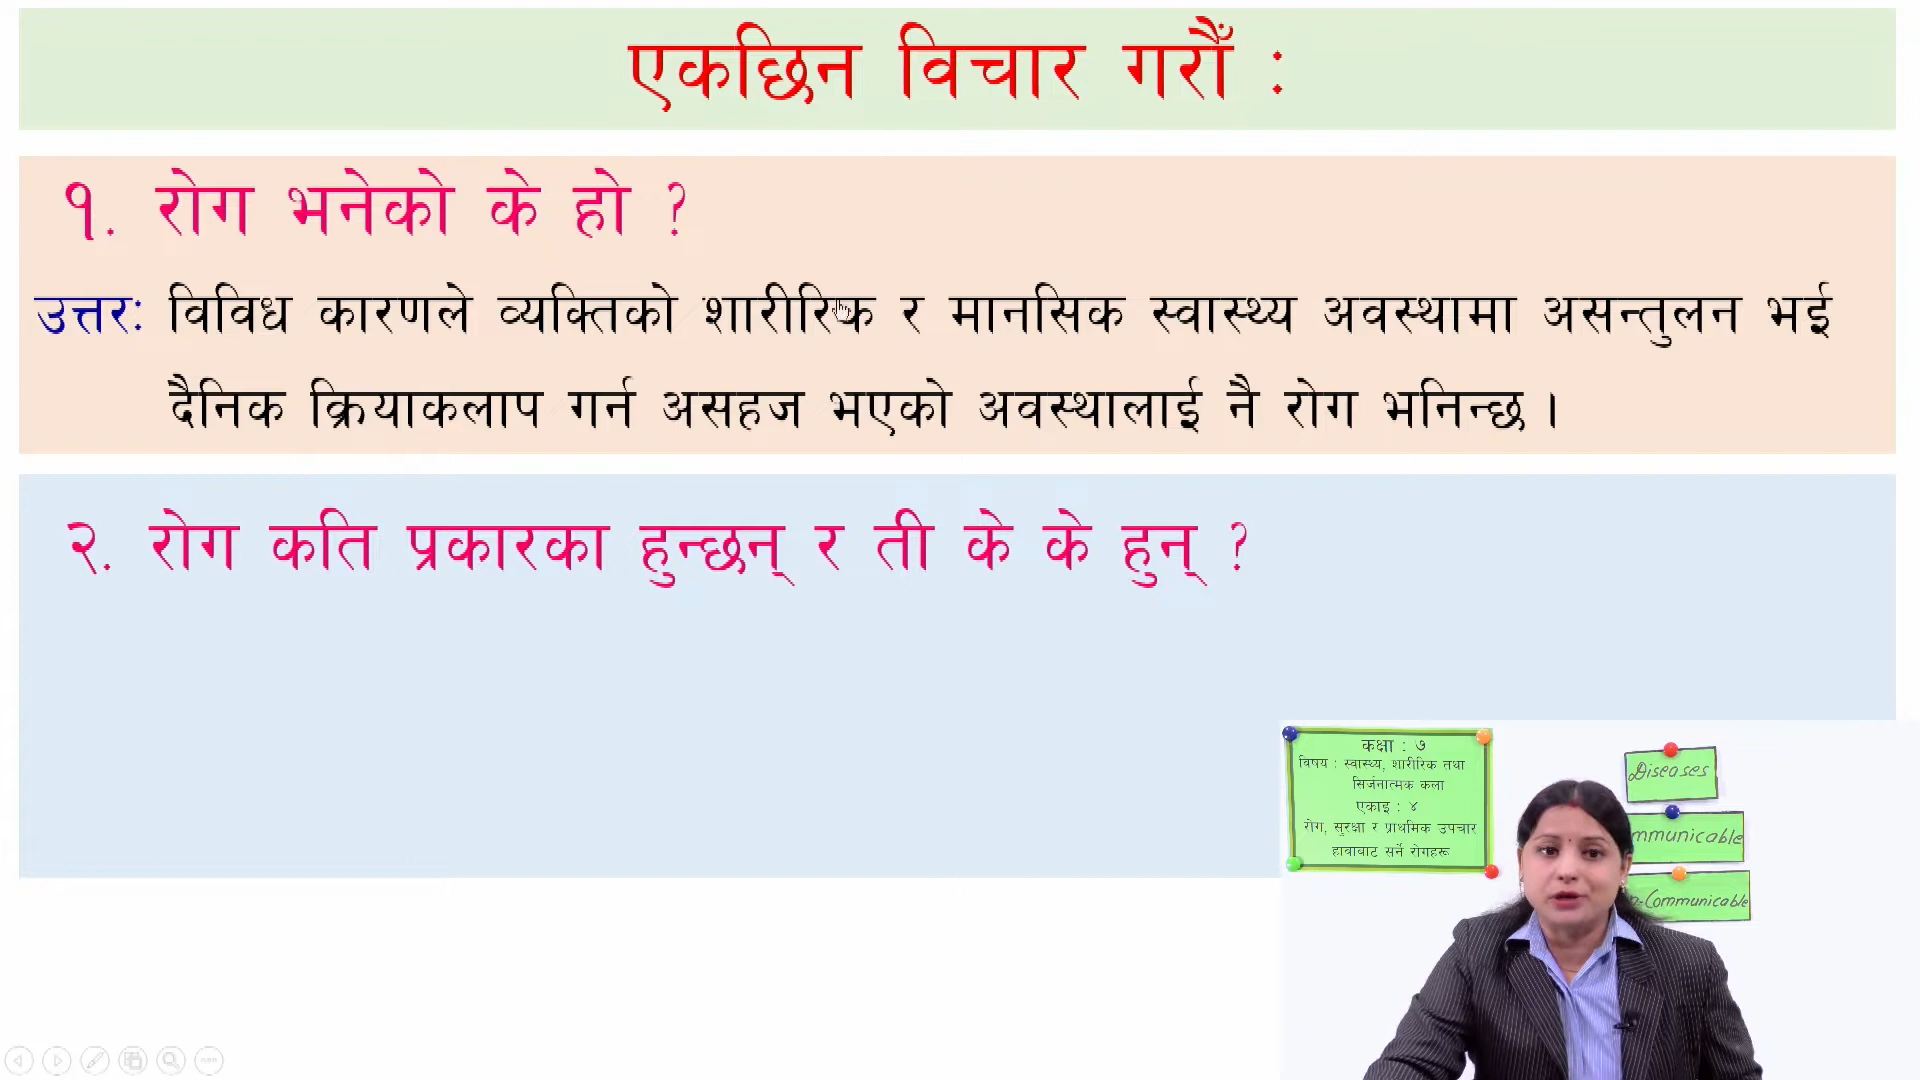 एकछिन विचार गरौँ :
१. रोग भनेको के हो ?
उत्तर: विविध कारणले व्यक्तिको शारीरिक र मानसिक स्वास्थ्य अवस्थामा असन्तुलन भई
दैनिक क्रियाकलाप गर्न असहज भएको अवस्थालाई नै रोग भनिन्छ ।
२. रोग कति प्रकारका हुन्छन् र ती के के हुन् ?
कक्षा : ७
विषय : स्वास्थ्य, शारीरिक तथा
सिर्जनात्मक कला
एकाइ : ४
रोग, सुरक्षा र प्राथमिक उपचार
हावाबाट सर्ने रोगहरू
Diseases
mmunicable
-Communicable